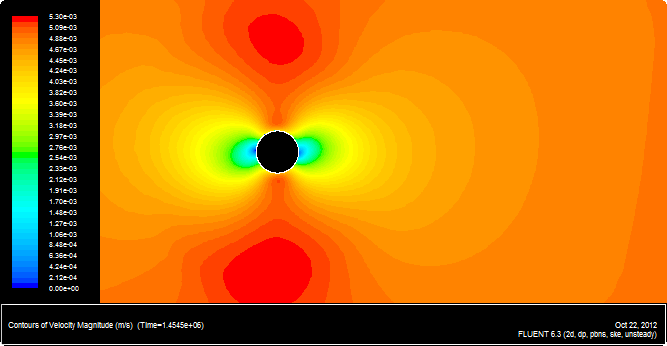 5.30e-03
5.09e-03
4.88e-03
4.67e-03
4.45e-03
4.24e-03
4.03e-03
3.82e-03
3.60e-03
3.39e-03
3.18e-03
2.97e-03
2.76e-03
2.54e-03
2.33e-03
2.12e-03
1.91e-03
1.70e-03
1.48e-03
1.27e-03
1.06e-03
8.48e-04
6.36e-04
4.24e-04
2.12e-04
0.00e+00
Contours of Velocity Magnitude (m/s) (Time=1.4545e+06)
Oct 22, 2012
FLUENT 6.3 (2d, dp, pbns, ske, unsteady)